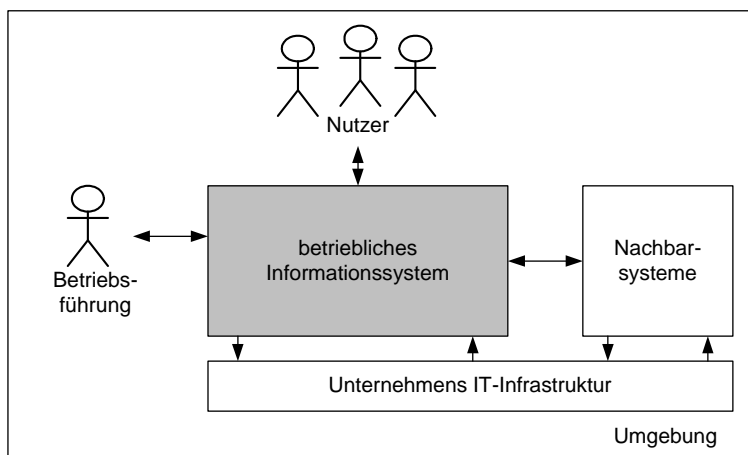 Nutzer
betriebliches
Informationssystem
Nachbar-
systeme
Betriebs-
führung
Unternehmens IT-Infrastruktur
Umgebung